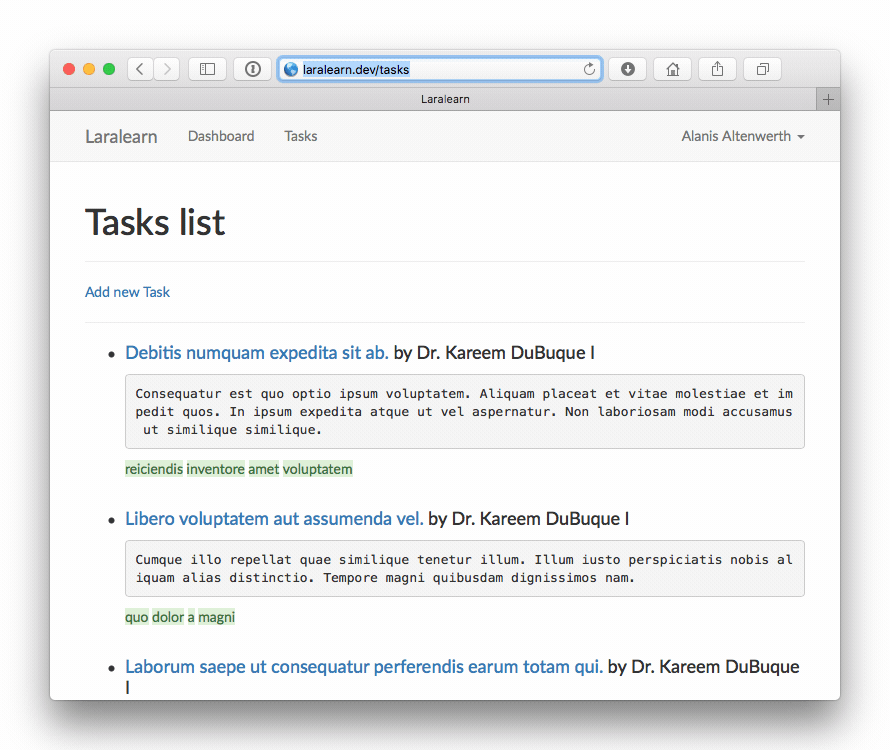 laralearn.dev/tasks
Laralearn
Laralearn Dashboard Tasks Alanis Altenwerth
Tasks list
Add new Task
Debitis numquam expedita sit ab. by Dr. Kareem DuBuque I
Consequatur est quo optio ipsum voluptatem. Aliquam placeat et vitae molestiae et im
pedit quos. In ipsum expedita atque ut vel aspernatur. Non laboriosam modi accusamus
ut similique similique.
reiciendis inventore amet voluptatem
Libero voluptatem aut assumenda vel. by Dr. Kareem DuBuque I
Cumque illo repellat quae similique tenetur illum. Illum iusto perspiciatis nobis al
iquam alias distinctio. Tempore magni quibusdam dignissimos nam.
quo dolor a magni
Laborum saepe ut consequatur perferendis earum totam qui. by Dr. Kareem DuBuque
I